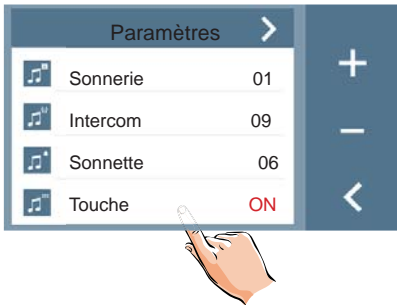 Paramètres
Sonnerie 01
Intercom 09
Sonnette 06
Touche ON